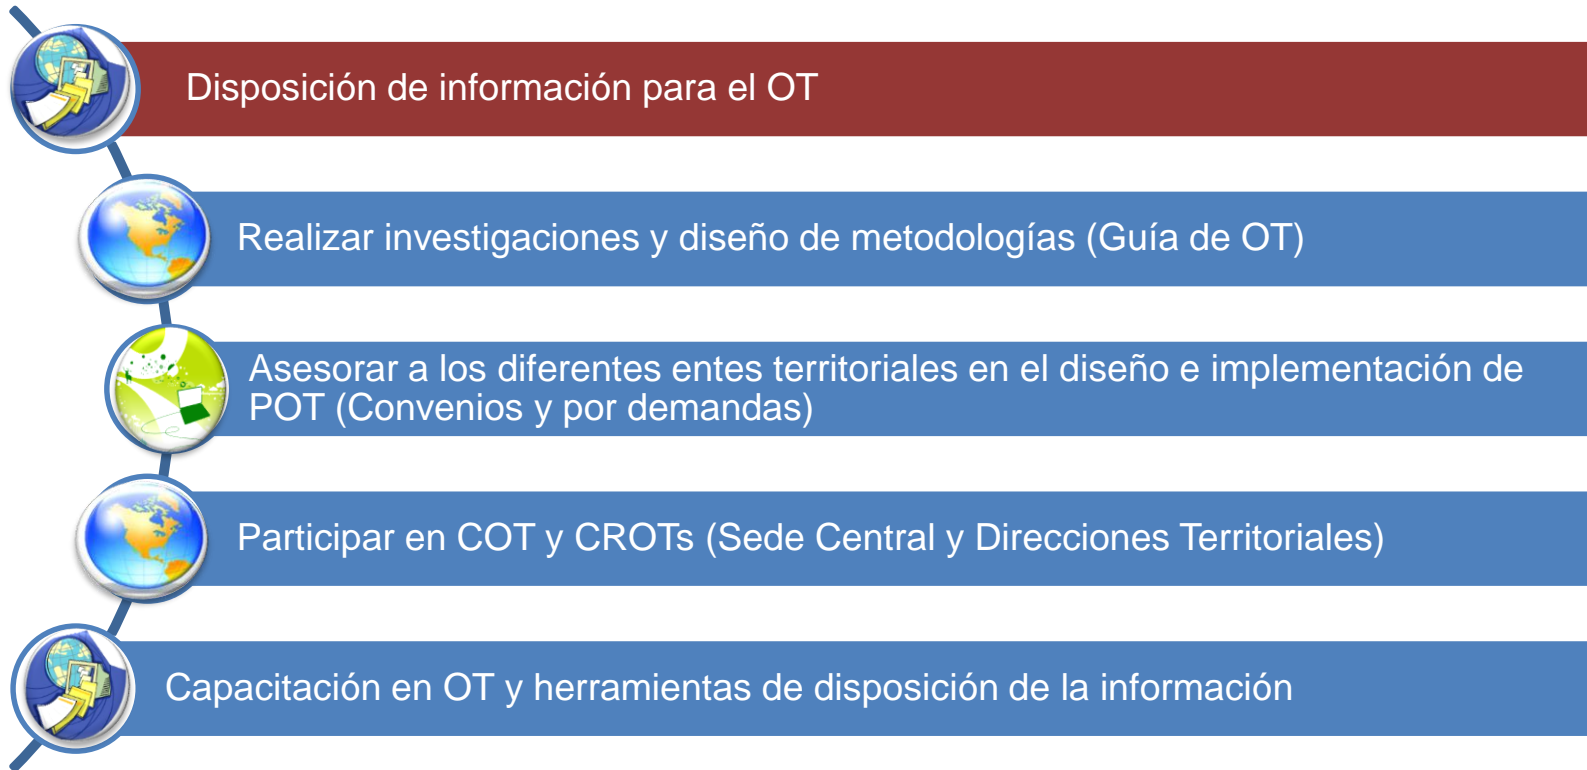 Disposición de información para el OT
Realizar investigaciones y diseño de metodologías (Guía de OT)
Asesorar a los diferentes entes territoriales en el diseño e implementación de
POT (Convenios y por demandas)
Participar en COT y CROTs (Sede Central y Direcciones Territoriales)
Capacitación en OT y herramientas de disposición de la información